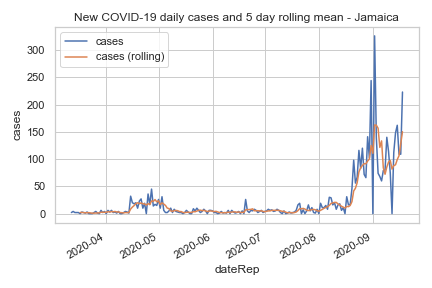 New COVID-19 daily cases and 5 day rolling mean - Jamaica
cases
cases (rolling)
300
250
200
150
100
50
0
cases
2020-04
2020-05
2020-06
2020-07
2020-08
2020-09
dateRep